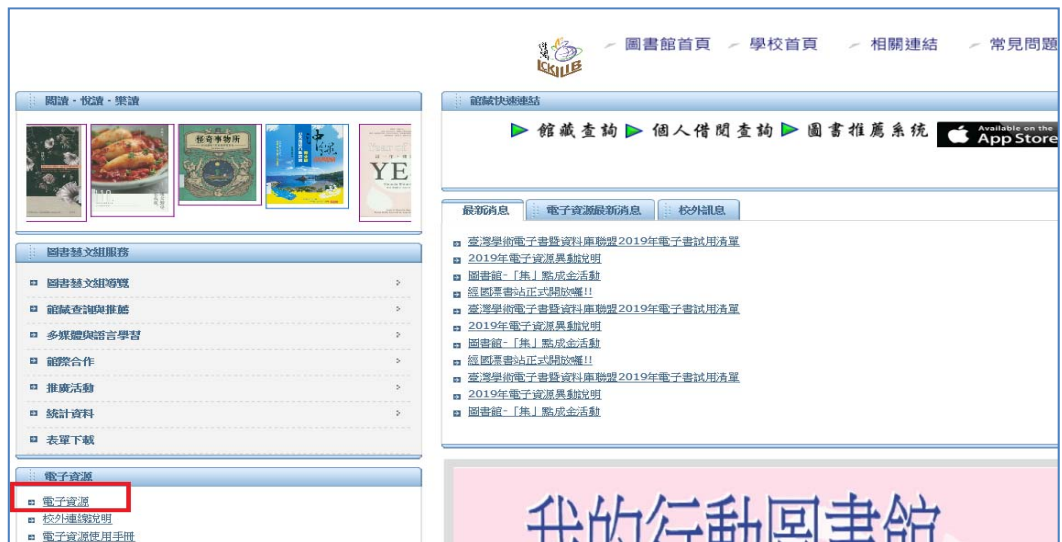 圖書館首頁 學校首頁 相關連結 常見問題
LCKULIB
閱讀‧悅讀‧樂讀
怪奇事物所
YE
圖書藝文組服務
圖書藝文組導覽
館藏查詢與推薦
多媒體與語言學習
館際合作
推廣活動
統計資料
表單下載
電子資源
電子資源
校外連線說明
電子資源使用手冊
館藏快速連結
館藏查詢 個人借閱查詢 圖書推薦系統
Available on the
App Store
最新消息 電子資源最新消息 校外訊息
臺灣學術電子書暨資料庫聯盟2019年電子書試用清單
2019年電子資源異動說明
圖書館-「集」點成金活動
經國漂書站正式開放囉!!
臺灣學術電子書暨資料庫聯盟2019年電子書試用清單
2019年電子資源異動說明
圖書館-「集」點成金活動
經國漂書站正式開放囉!!
臺灣學術電子書暨資料庫聯盟2019年電子書試用清單
2019年電子資源異動說明
圖書館-「集」點成金活動
我的行動圖書館